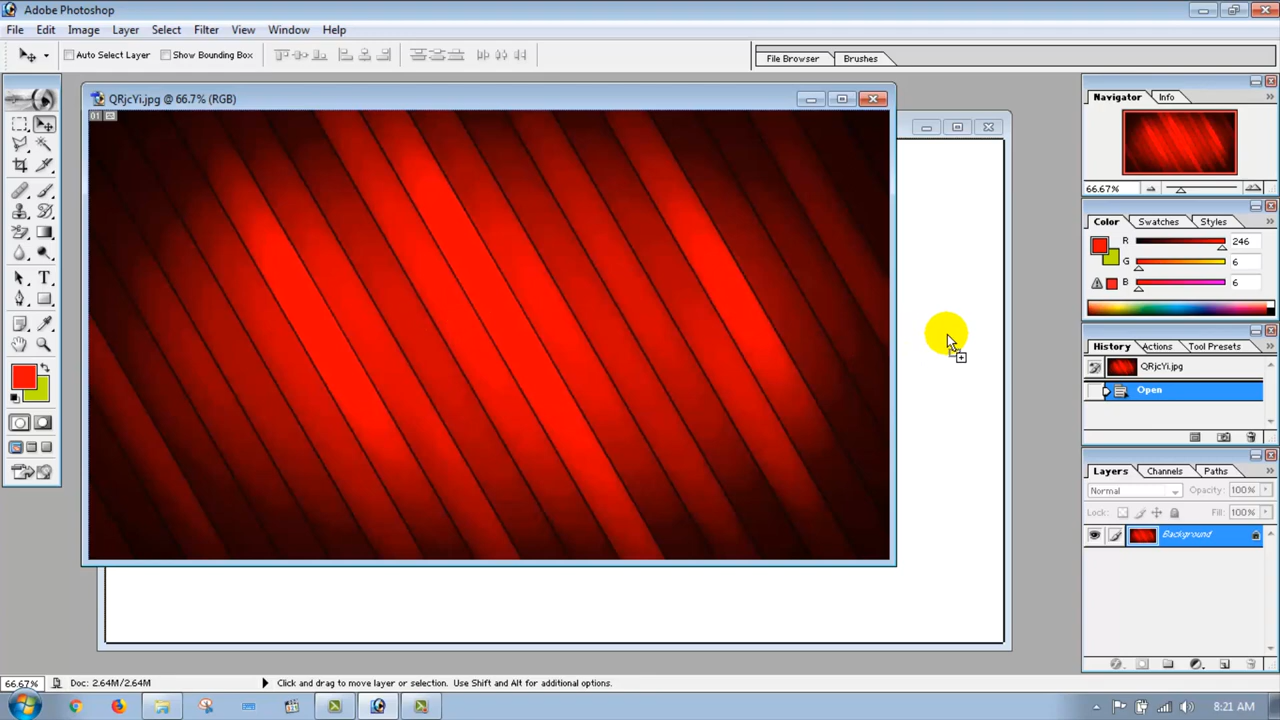 Adobe Photoshop
File Edit Image Layer Select Filter View Window Help
Auto Select Layer Show Bounding Box
File Browser Brushes
QRjcYi.jpg @ 66.7% (RGB)
01
Navigator Info
66.67%
Color Swatches Styles
R 246
G 6
B 6
History Actions Tool Presets
QRjcYi.jpg
Open
Layers Channels Paths
Normal Opacity: 100%
Lock: Fill: 100%
Background
T
66.67% Doc: 2.64M/2.64M Click and drag to move layer or selection. Use Shift and Alt for additional options.
8:21 AM